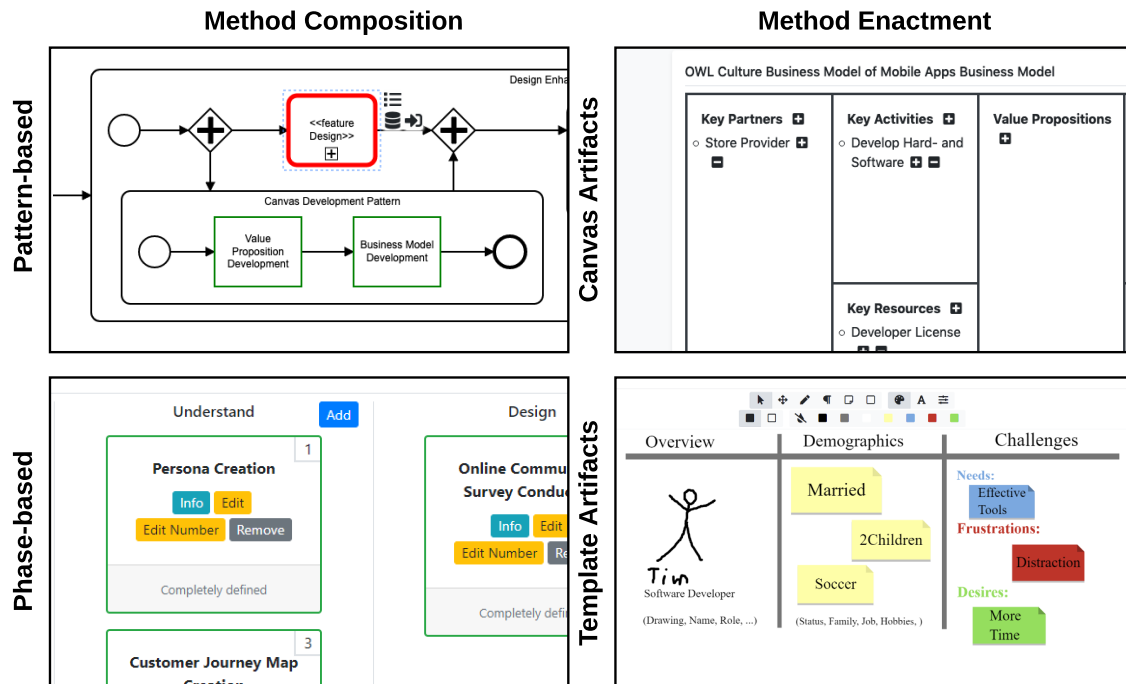 Method Composition
Method Enactment
Pattern-based
Design Enha
<<feature
Design>>
Canvas Development Pattern
Value
Proposition
Development
Business Model
Development
Canvas Artifacts
OWL Culture Business Model of Mobile Apps Business Model
Key Partners
Store Provider
Key Activities
Develop Hard- and
Software
Value Propositions
Key Resources
Developer License
Phase-based
Understand
Add
1
Persona Creation
Info
Edit
Edit Number
Remove
Completely defined
3
Customer Journey Map
Creation
Design
Online Commu
Survey Conduc
Info
Edit
Edit Number
Re
Completely defin
Template Artifacts
A
Overview
Demographics
Challenges
Tim
Software Developer
(Drawing, Name, Role, ...)
Married
2Children
Soccer
(Status, Family, Job, Hobbies, )
Needs:
Effective
Tools
Frustrations:
Distraction
Desires:
More
Time